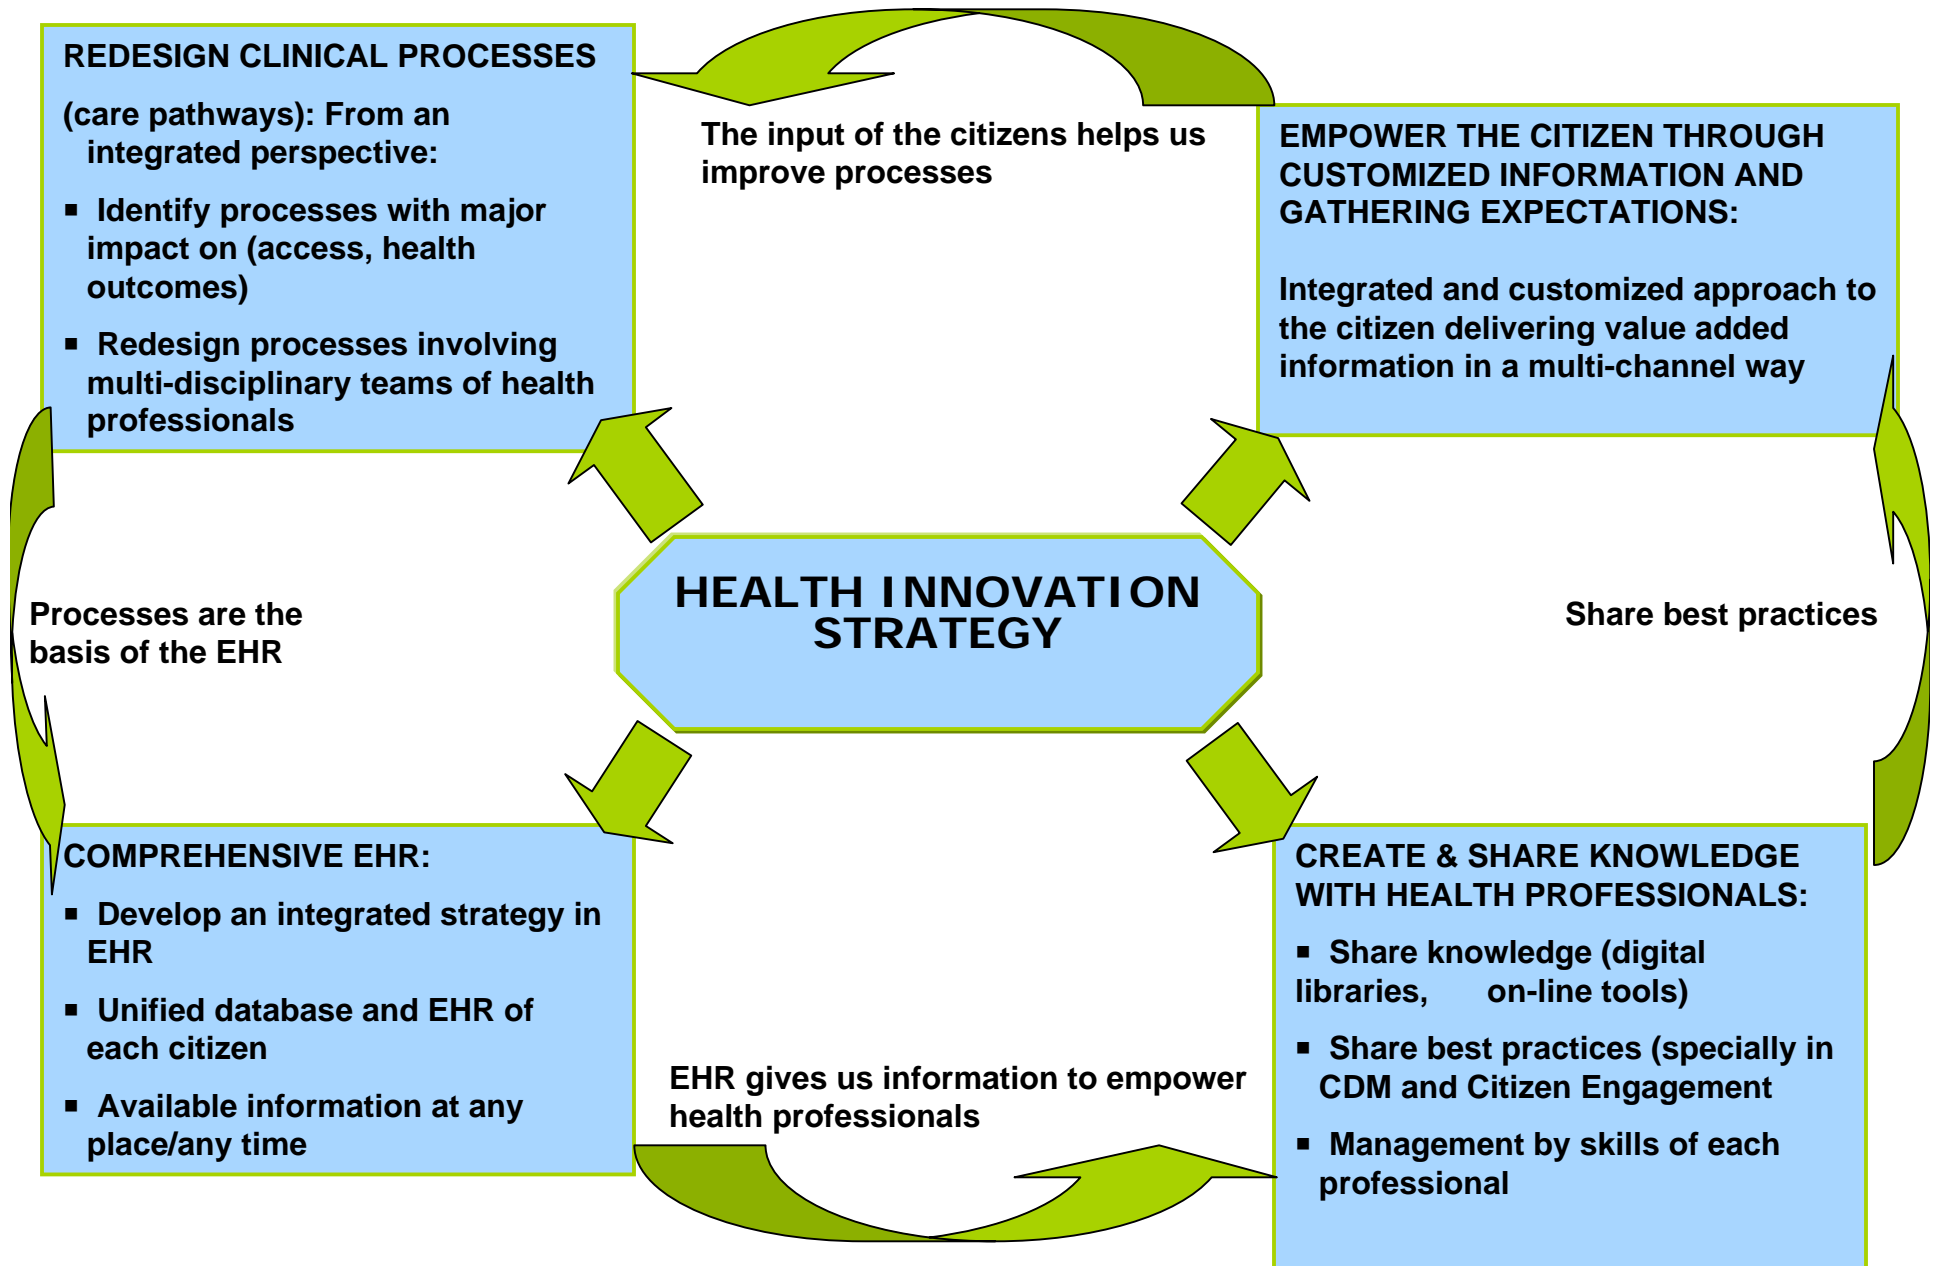 REDESIGN CLINICAL PROCESSES
(care pathways): From an
integrated perspective:
▪ Identify processes with major
impact on (access, health
outcomes)
▪ Redesign processes involving
multi-disciplinary teams of health
professionals
The input of the citizens helps us
improve processes
EMPOWER THE CITIZEN THROUGH
CUSTOMIZED INFORMATION AND
GATHERING EXPECTATIONS:
Integrated and customized approach to
the citizen delivering value added
information in a multi-channel way
HEALTH INNOVATION
STRATEGY
Processes are the
basis of the EHR
Share best practices
COMPREHENSIVE EHR:
▪ Develop an integrated strategy in
EHR
▪ Unified database and EHR of
each citizen
▪ Available information at any
place/any time
EHR gives us information to empower
health professionals
CREATE & SHARE KNOWLEDGE
WITH HEALTH PROFESSIONALS:
▪ Share knowledge (digital
libraries, on-line tools)
▪ Share best practices (specially in
CDM and Citizen Engagement
▪ Management by skills of each
professional